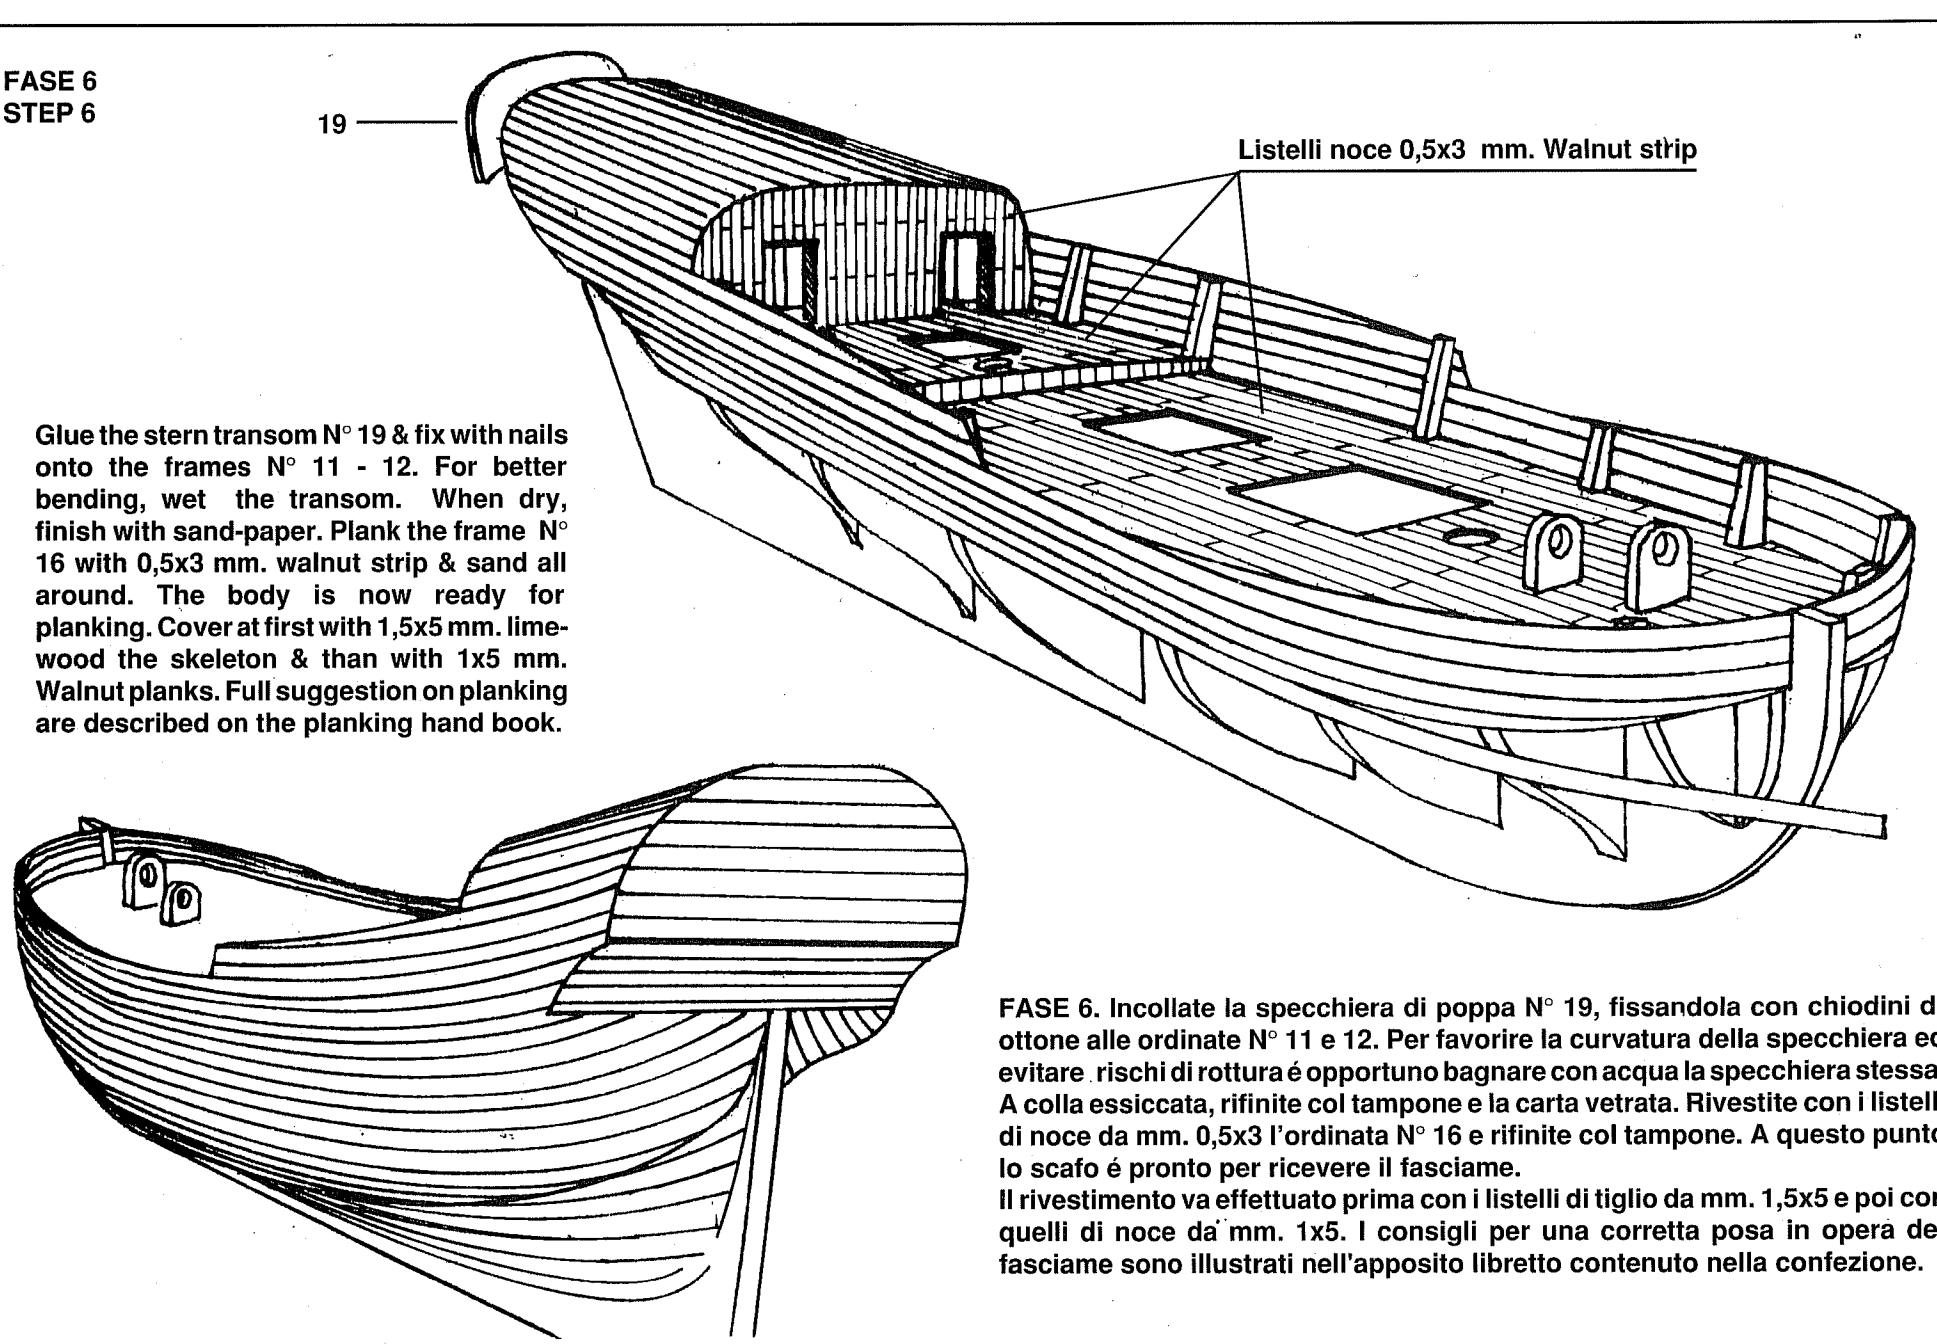 FASE 6
STEP 6
19
Listelli noce 0,5x3 mm. Walnut strip
Glue the stern transom N° 19 & fix with nails
onto the frames N° 11 - 12. For better
bending, wet the transom. When dry,
finish with sand-paper. Plank the frame N°
16 with 0,5x3 mm. walnut strip & sand all
around. The body is now ready for
planking. Cover at first with 1,5x5 mm. lime-
wood the skeleton & than with 1x5 mm.
Walnut planks. Full suggestion on planking
are described on the planking hand book.
FASE 6. Incollate la specchiera di poppa N° 19, fissandola con chiodini d
ottone alle ordinate N° 11 e 12. Per favorire la curvatura della specchiera ed
evitare rischi di rottura é opportuno bagnare con acqua la specchiera stessa
A colla essiccata, rifinite col tampone e la carta vetrata. Rivestite con i listell
di noce da mm. 0,5x3 l'ordinata N° 16 e rifinite col tampone. A questo punto
lo scafo é pronto per ricevere il fasciame.
Il rivestimento va effettuato prima con i listelli di tiglio da mm. 1,5x5 e poi con
quelli di noce da mm. 1x5. I consigli per una corretta posa in opera de
fasciame sono illustrati nell'apposito libretto contenuto nella confezione.